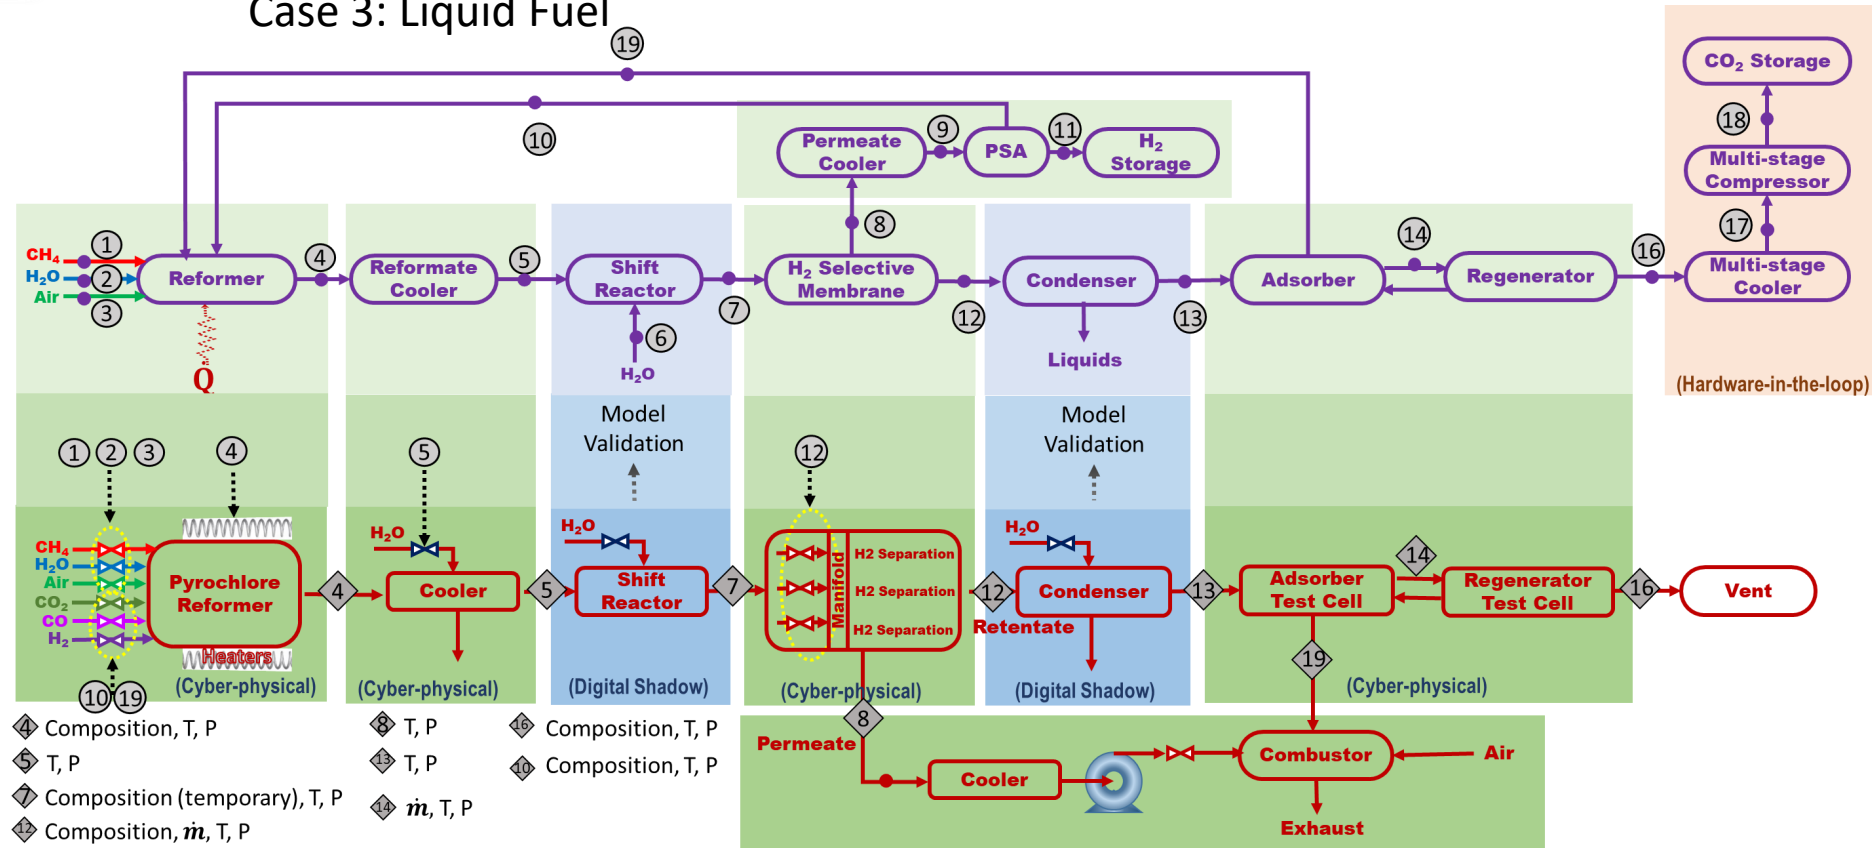 Case 3: Liquid Fuel
19
10
CH₄
H₂O
Air
1
2
3
Reformer
Q̇
4
Reformate
Cooler
5
Shift
Reactor
6
H₂O
7
H₂ Selective
Membrane
8
Permeate
Cooler
9
PSA
11
H₂
Storage
12
Condenser
Liquids
13
Adsorber
14
Regenerator
16
Multi-stage
Cooler
17
Multi-stage
Compressor
18
CO₂ Storage
(Hardware-in-the-loop)
1 2 3
4
5
Model
Validation
12
Model
Validation
CH₄
H₂O
Air
CO₂
CO
H₂
Pyrochlore
Reformer
Heaters
10 19
(Cyber-physical)
4
H₂O
Cooler
(Cyber-physical)
5
H₂O
Shift
Reactor
(Digital Shadow)
7
Manifold
H2 Separation
H2 Separation
H2 Separation
(Cyber-physical)
12
Retentate
H₂O
Condenser
(Digital Shadow)
13
Adsorber
Test Cell
14
Regenerator
Test Cell
16
Vent
19
(Cyber-physical)
8
Permeate
Cooler
Combustor
Air
Exhaust
4 Composition, T, P
5 T, P
7 Composition (temporary), T, P
12 Composition, ṁ, T, P
8 T, P
13 T, P
14 ṁ, T, P
16 Composition, T, P
10 Composition, T, P